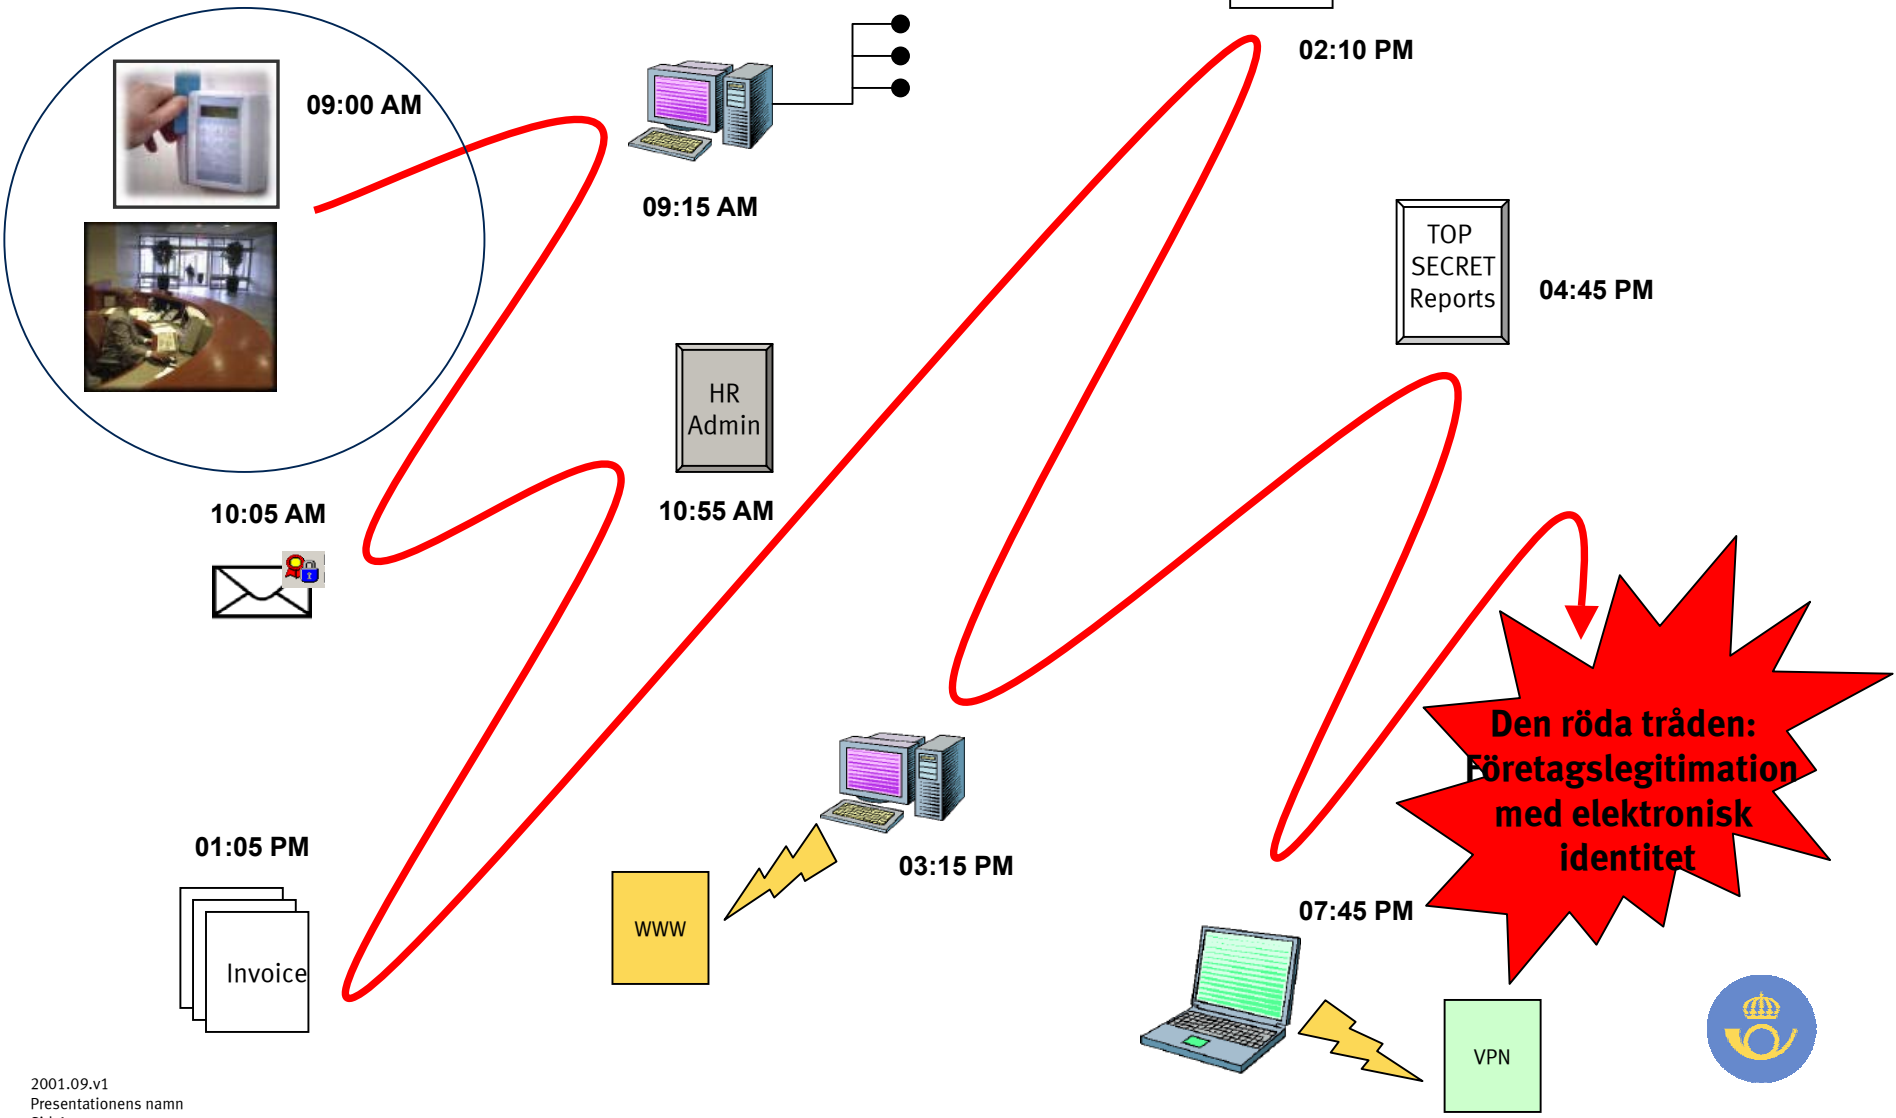 09:00 AM
09:15 AM
10:05 AM
HR
Admin
10:55 AM
01:05 PM
Invoice
02:10 PM
WWW
03:15 PM
TOP
SECRET
Reports
04:45 PM
07:45 PM
VPN
Den röda tråden:
Företagslegitimation
med elektronisk
identitet
2001.09.v1
Presentationens namn